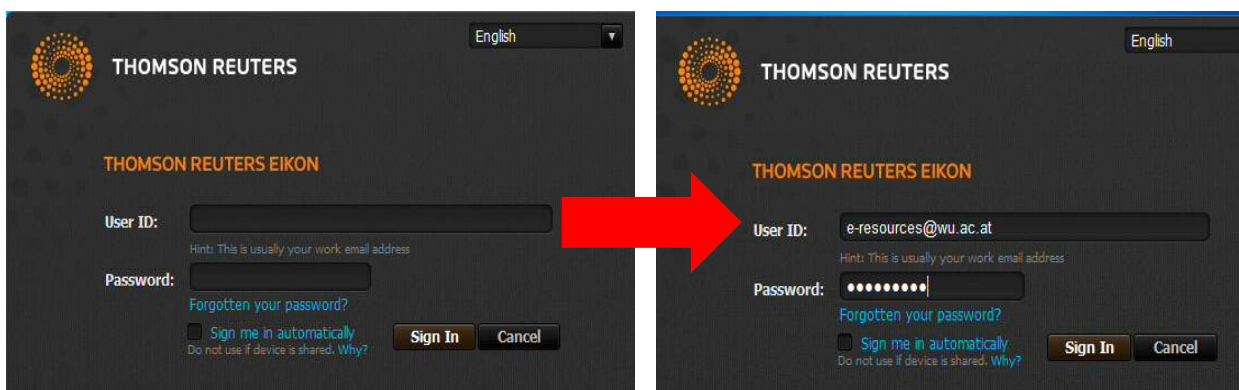 English
THOMSON REUTERS
THOMSON REUTERS EIKON
User ID:
Hint: This is usually your work email address
Password:
Forgotten your password?
Sign me in automatically
Do not use if device is shared. Why?
Sign In
Cancel
English
THOMSON REUTERS
THOMSON REUTERS EIKON
User ID: e-resources@wu.ac.at
Hint: This is usually your work email address
Password: •••••••••
Forgotten your password?
Sign me in automatically
Do not use if device is shared. Why?
Sign In
Cancel